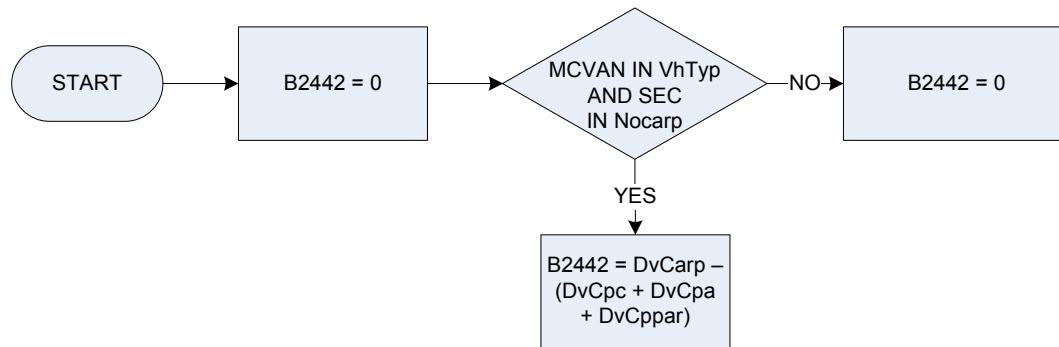 START
B2442 = 0
MCVAN IN VhTyp
AND SEC
IN Nocarp
NO
B2442 = 0
YES
B2442 = DvCarp –
(DvCpc + DvCpa
+ DvCppar)